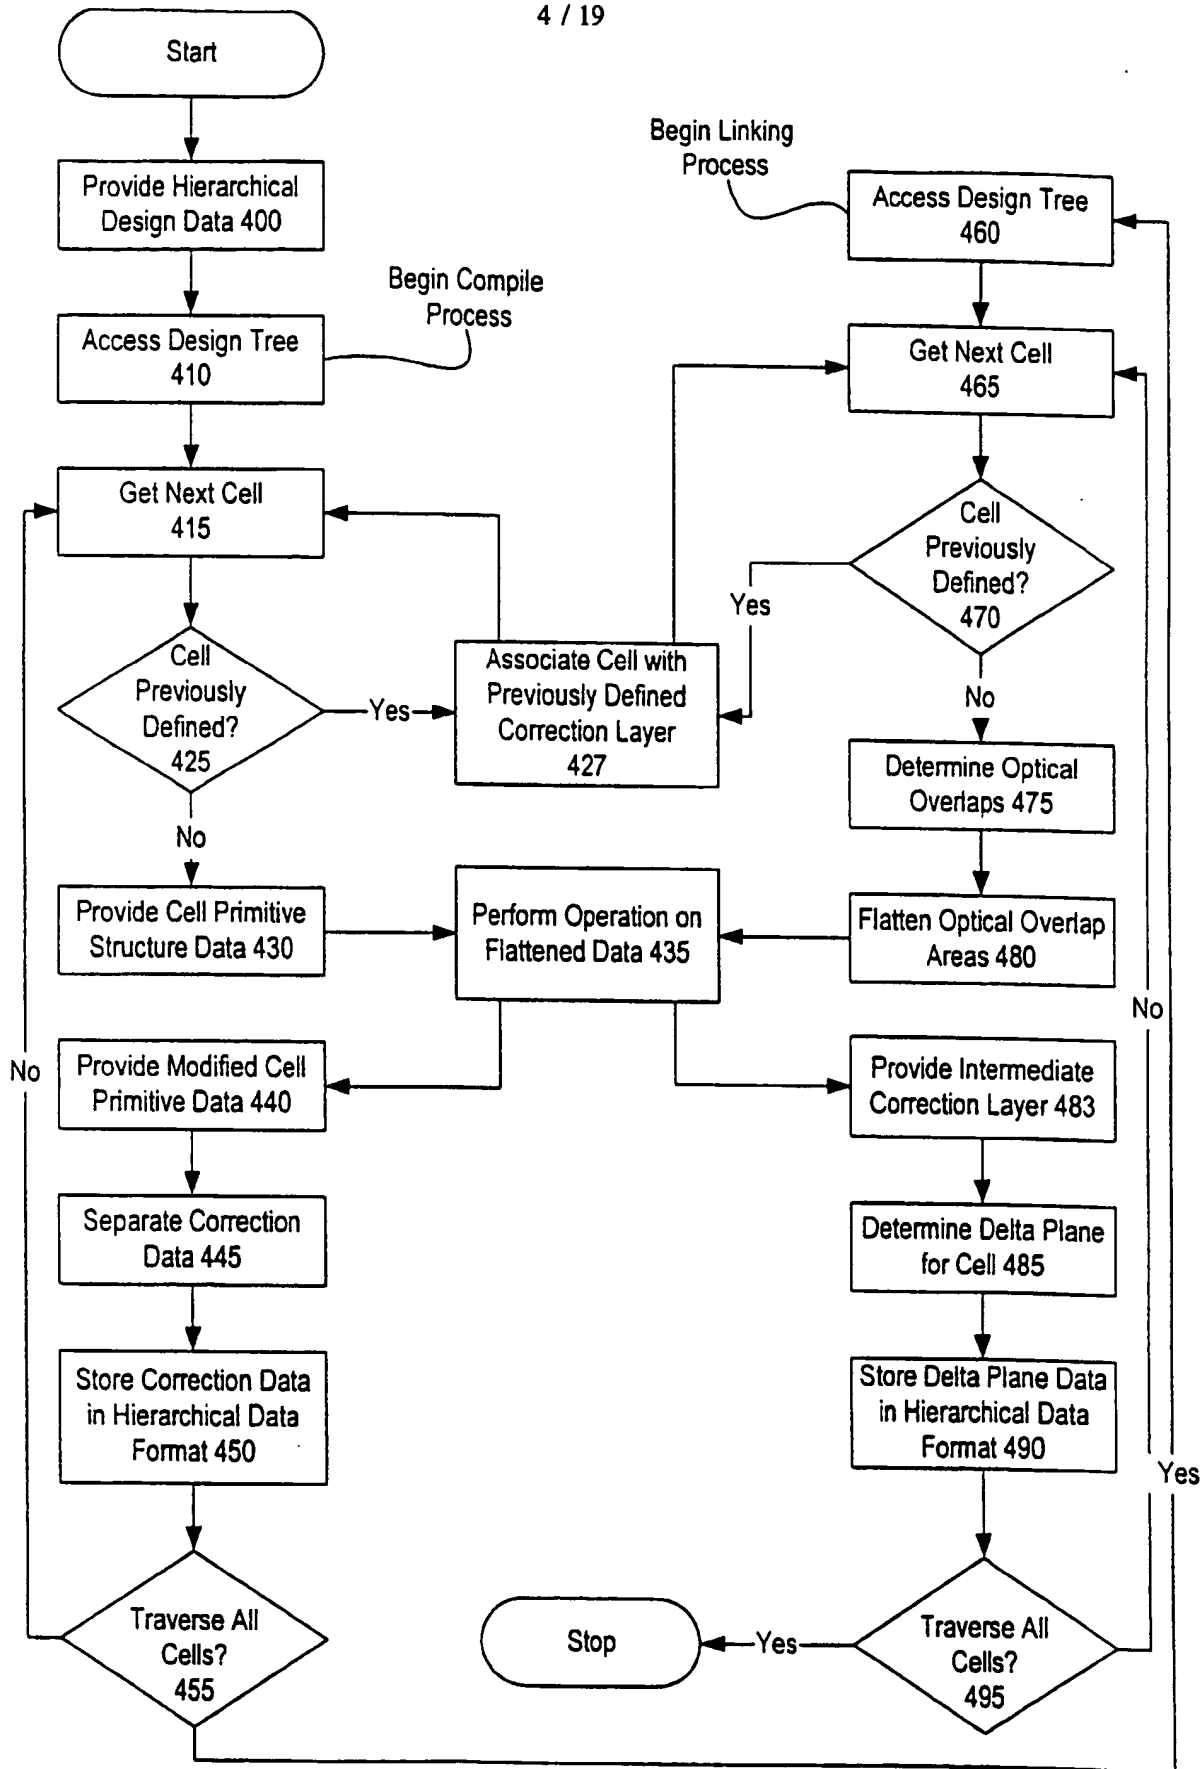 4 / 19
Start
Provide Hierarchical
Design Data 400
Begin Compile
Process
Access Design Tree
410
Get Next Cell
415
Cell
Previously
Defined?
425
Yes
No
Associate Cell with
Previously Defined
Correction Layer
427
Provide Cell Primitive
Structure Data 430
Perform Operation on
Flattened Data 435
Provide Modified Cell
Primitive Data 440
Separate Correction
Data 445
Store Correction Data
in Hierarchical Data
Format 450
Traverse All
Cells?
455
No
Begin Linking
Process
Access Design Tree
460
Get Next Cell
465
Cell
Previously
Defined?
470
Yes
No
Determine Optical
Overlaps 475
Flatten Optical Overlap
Areas 480
Provide Intermediate
Correction Layer 483
Determine Delta Plane
for Cell 485
Store Delta Plane Data
in Hierarchical Data
Format 490
Traverse All
Cells?
495
No
Yes
Yes
Stop